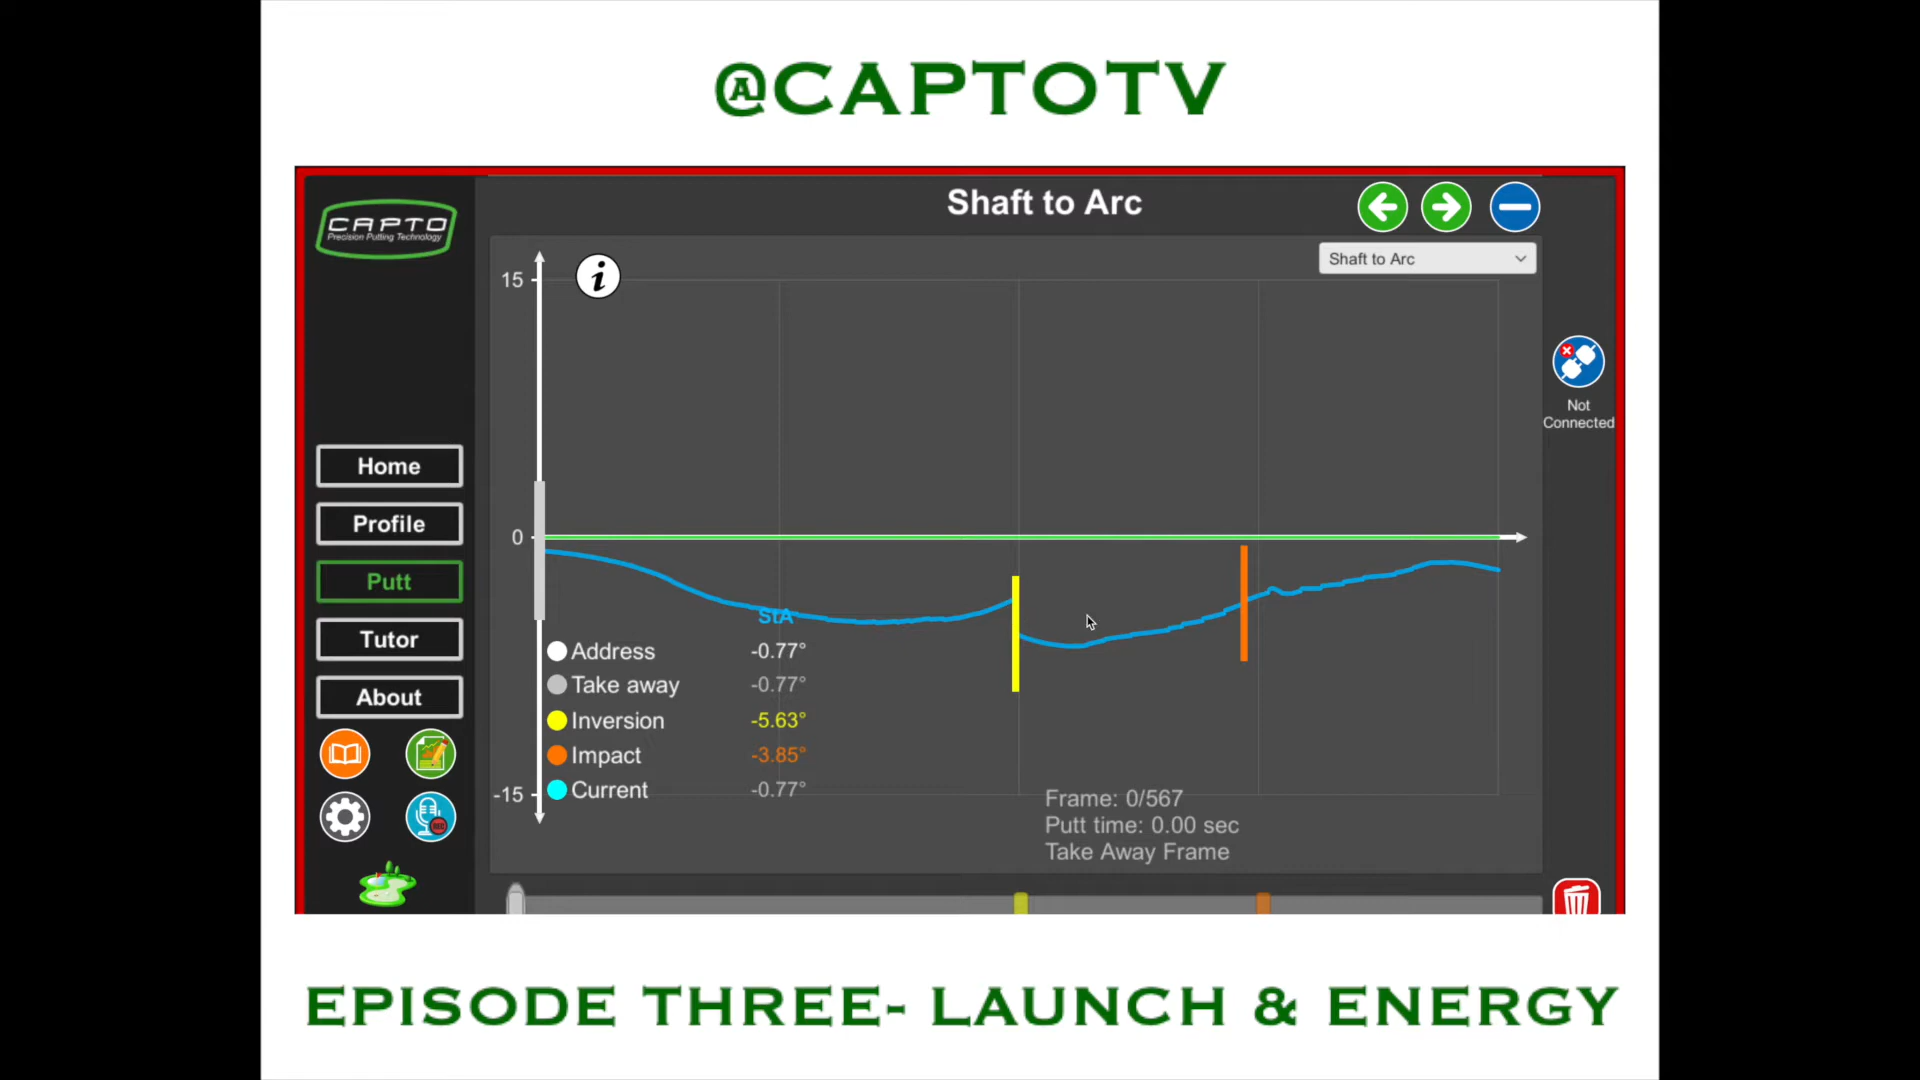 @CAPTOTV
CAPTO
Precision Putting Technology
Shaft to Arc
Shaft to Arc
15
0
-15
Not
Connected
Home
Profile
Putt
Tutor
About
StA
Address -0.77°
Take away -0.77°
Inversion -5.63°
Impact -3.85°
Current -0.77°
Frame: 0/567
Putt time: 0.00 sec
Take Away Frame
i
REC
EPISODE THREE- LAUNCH & ENERGY